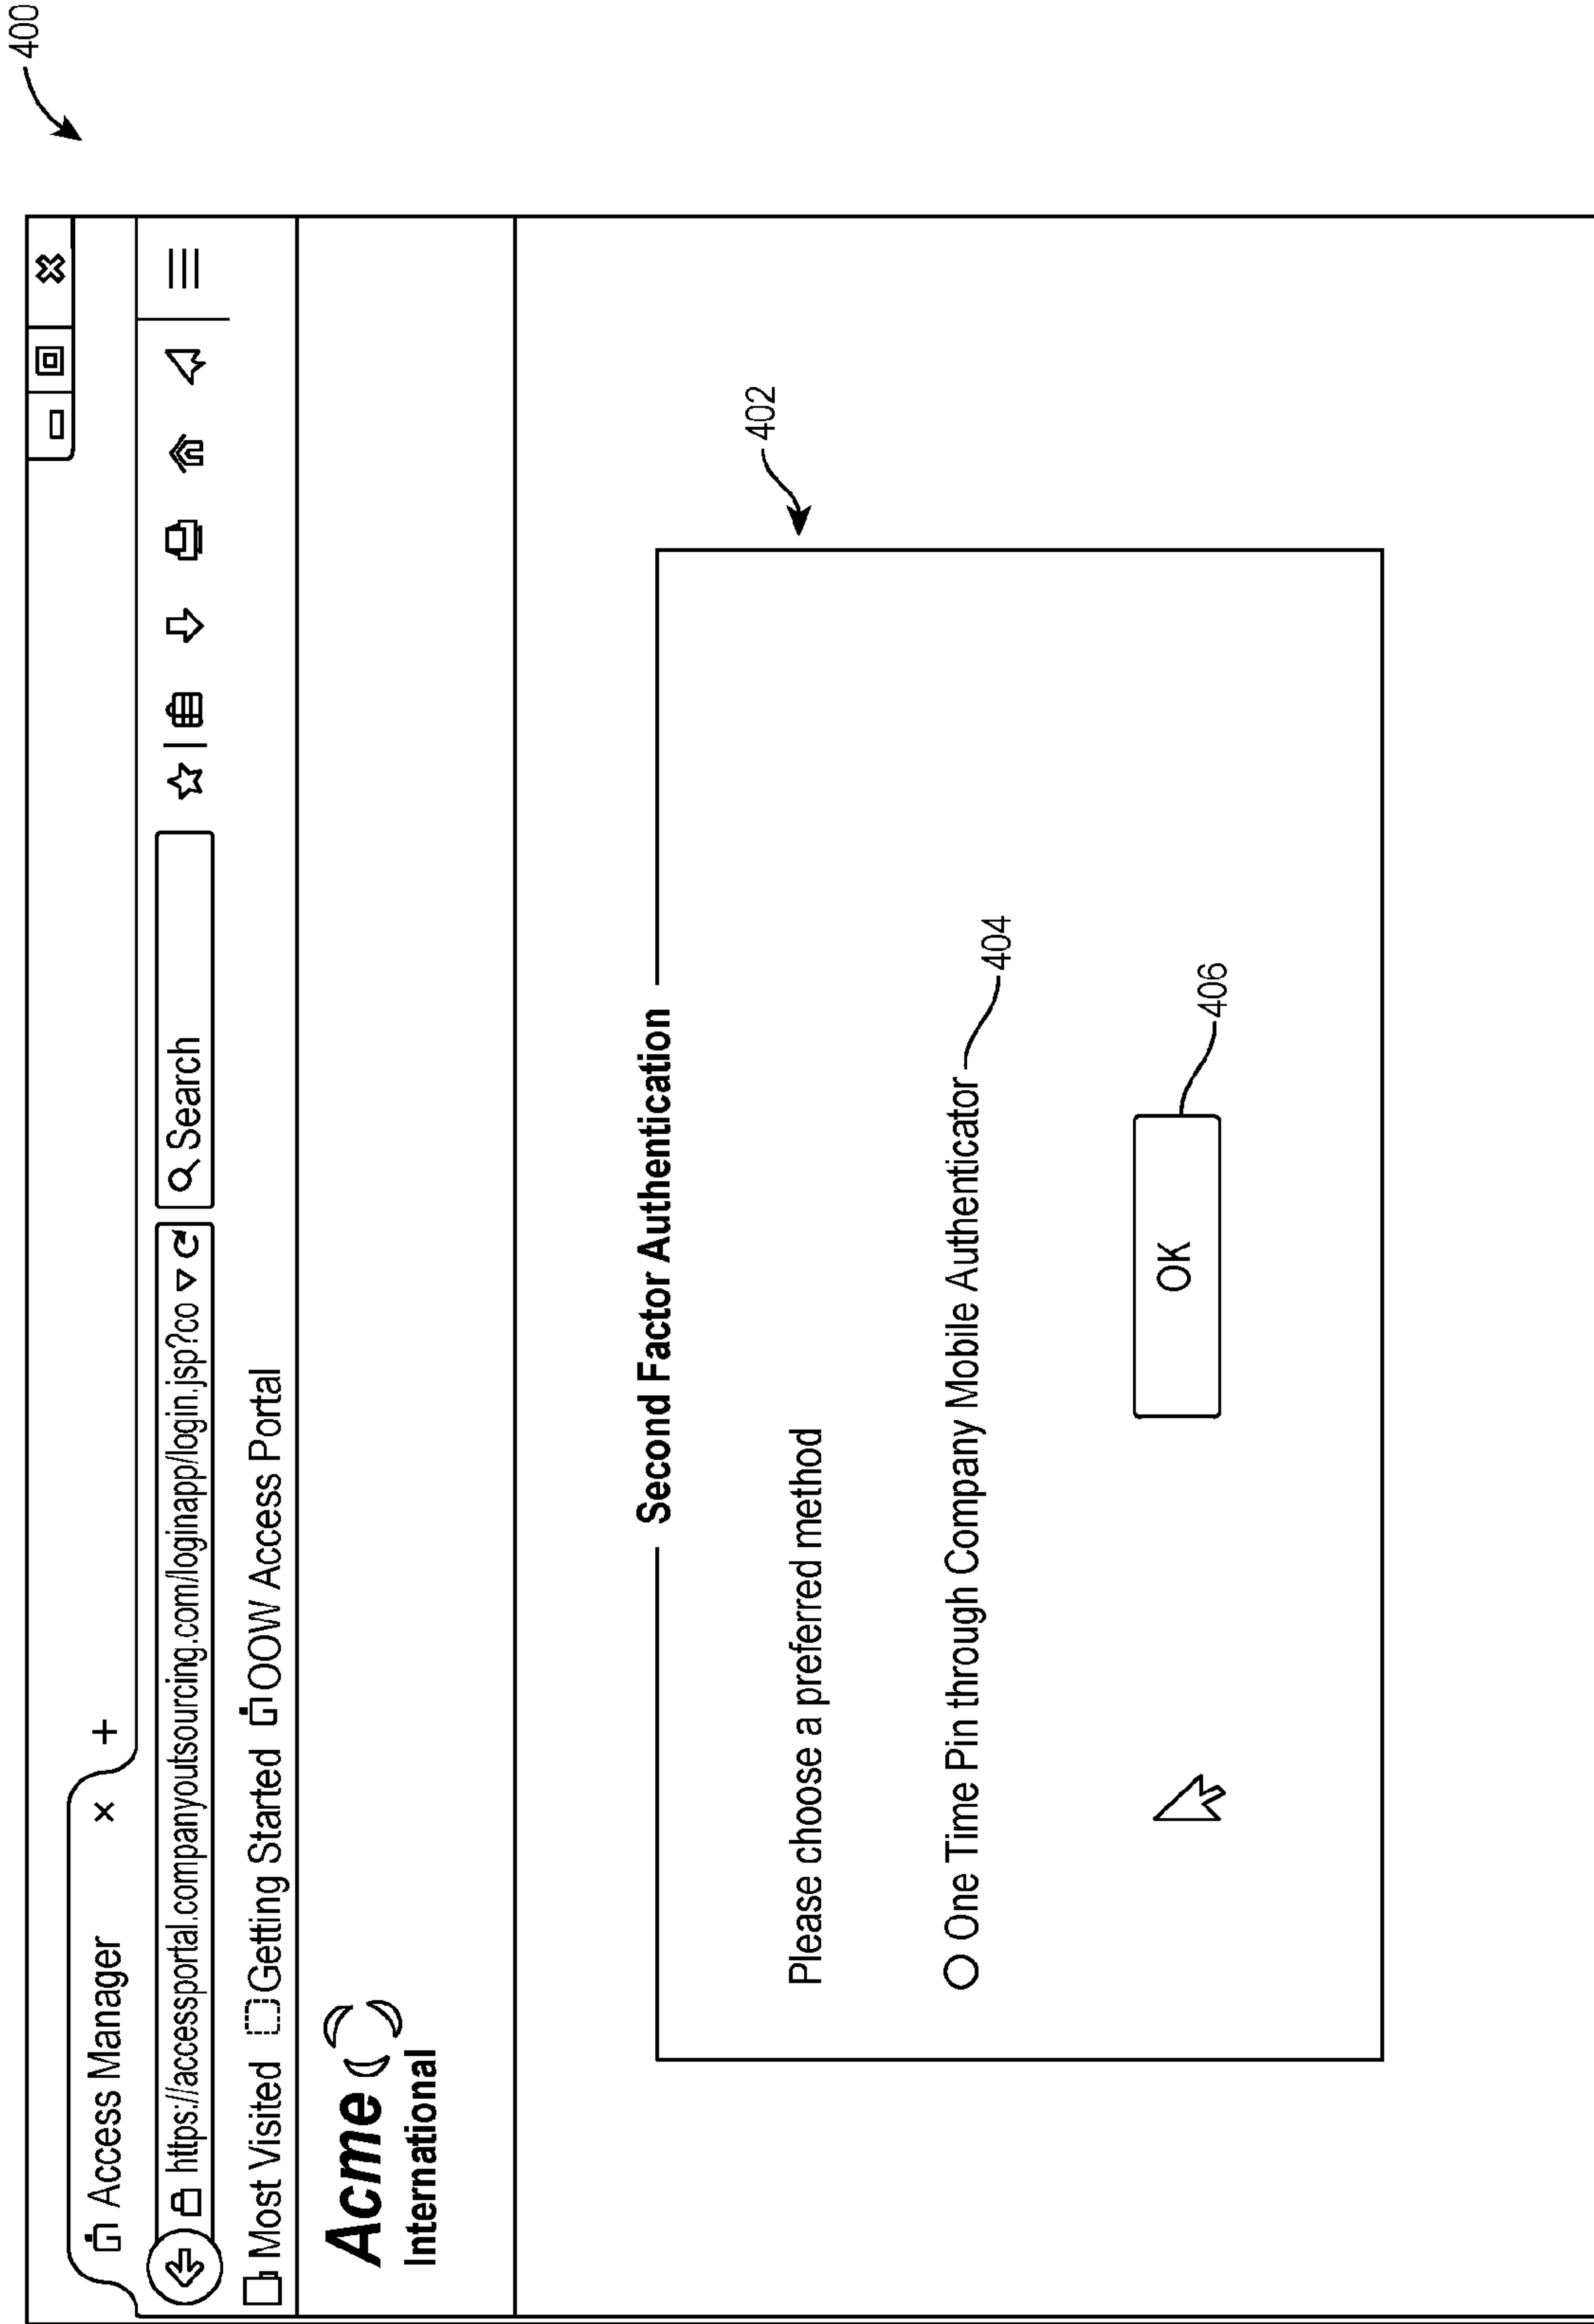 400
Access Manager × +
https://accessportal.companyoutsourcing.com/loginapp/login.jsp?co Search
Most Visited Getting Started OOW Access Portal
Acme
International
Second Factor Authentication
402
Please choose a preferred method
One Time Pin through Company Mobile Authenticator 404
OK
406